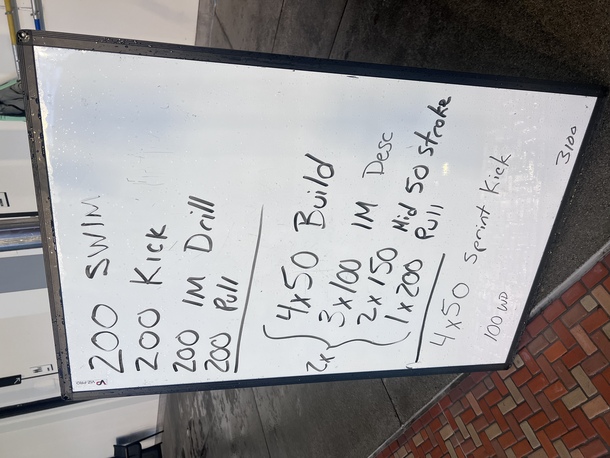 200 SWIM
200 Kick
200 IM Drill
200 Pull
2x
4x50 Build
3x100 IM Desc
2x150 Mid 50 Stroke
1x200 Pull
4x50 Sprint Kick
100 WD
3100